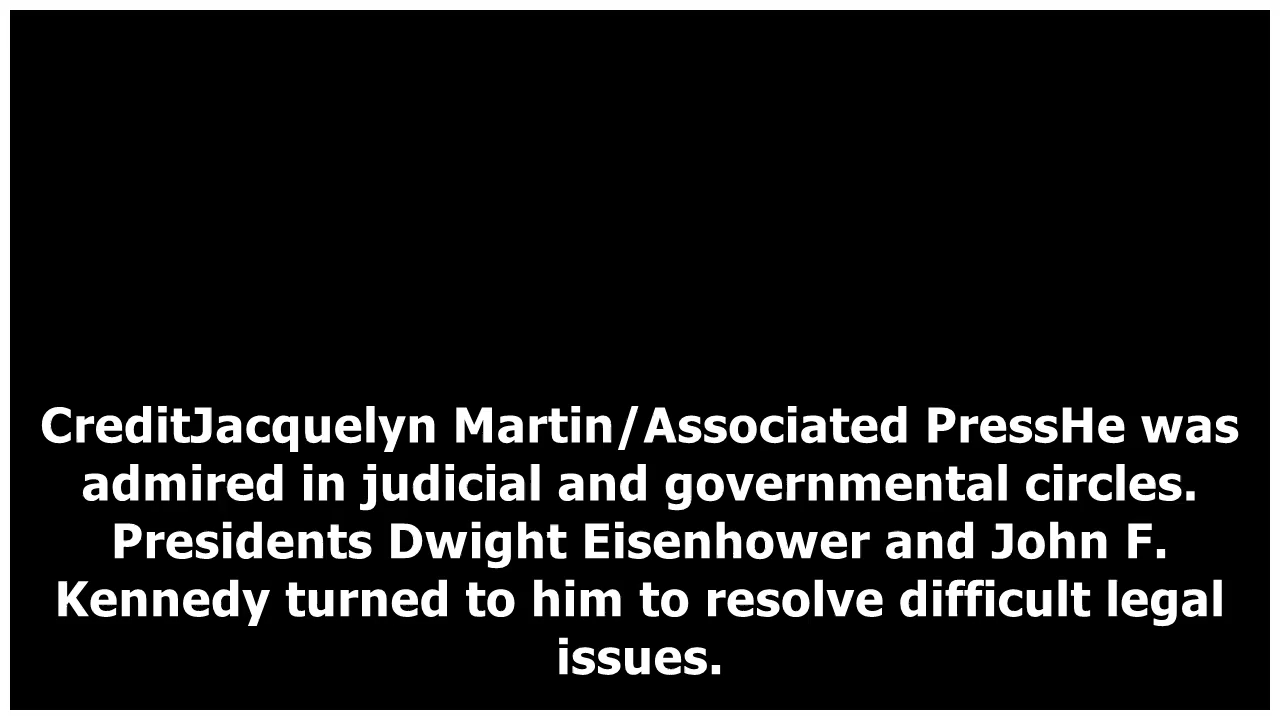 CreditJacquelyn Martin/Associated PressHe was
admired in judicial and governmental circles.
Presidents Dwight Eisenhower and John F.
Kennedy turned to him to resolve difficult legal
issues.